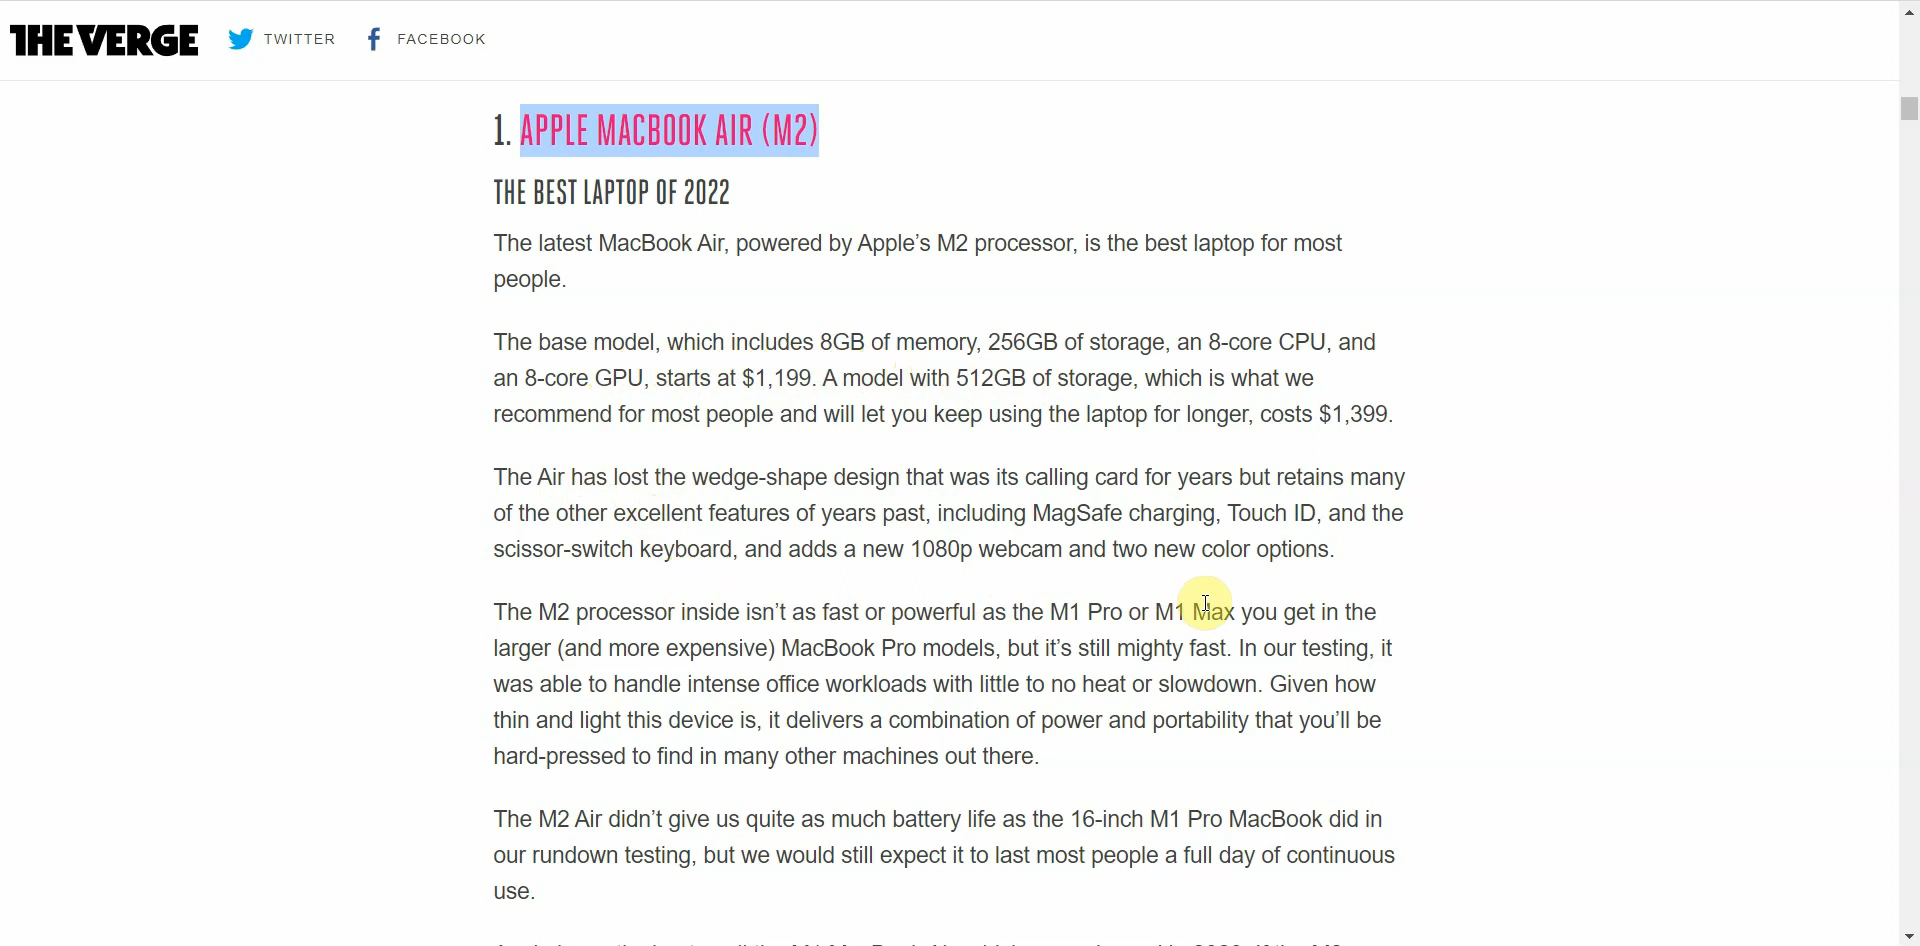 THE VERGE TWITTER FACEBOOK
1. APPLE MACBOOK AIR (M2)
THE BEST LAPTOP OF 2022
The latest MacBook Air, powered by Apple’s M2 processor, is the best laptop for most
people.
The base model, which includes 8GB of memory, 256GB of storage, an 8-core CPU, and
an 8-core GPU, starts at $1,199. A model with 512GB of storage, which is what we
recommend for most people and will let you keep using the laptop for longer, costs $1,399.
The Air has lost the wedge-shape design that was its calling card for years but retains many
of the other excellent features of years past, including MagSafe charging, Touch ID, and the
scissor-switch keyboard, and adds a new 1080p webcam and two new color options.
The M2 processor inside isn’t as fast or powerful as the M1 Pro or M1 Max you get in the
larger (and more expensive) MacBook Pro models, but it’s still mighty fast. In our testing, it
was able to handle intense office workloads with little to no heat or slowdown. Given how
thin and light this device is, it delivers a combination of power and portability that you’ll be
hard-pressed to find in many other machines out there.
The M2 Air didn’t give us quite as much battery life as the 16-inch M1 Pro MacBook did in
our rundown testing, but we would still expect it to last most people a full day of continuous
use.